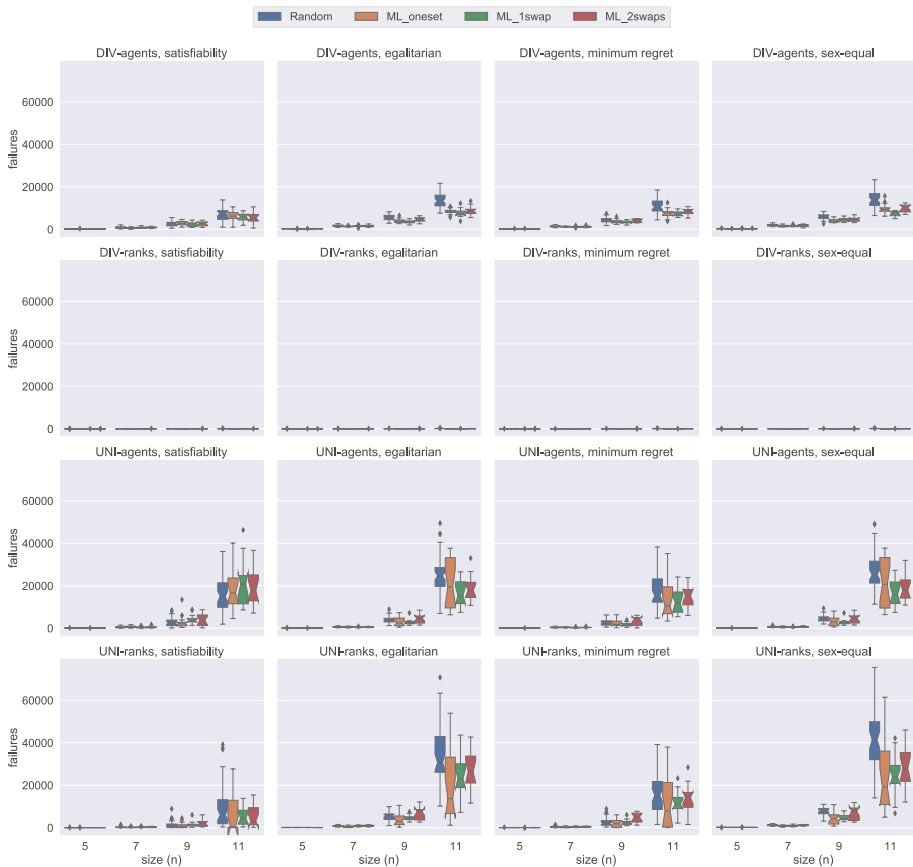 Random ML_oneset ML_1swap ML_2swaps
DIV-agents, satisfiability DIV-agents, egalitarian DIV-agents, minimum regret DIV-agents, sex-equal
60000
40000
20000
0
failures
DIV-ranks, satisfiability DIV-ranks, egalitarian DIV-ranks, minimum regret DIV-ranks, sex-equal
60000
40000
20000
0
failures
UNI-agents, satisfiability UNI-agents, egalitarian UNI-agents, minimum regret UNI-agents, sex-equal
60000
40000
20000
0
failures
UNI-ranks, satisfiability UNI-ranks, egalitarian UNI-ranks, minimum regret UNI-ranks, sex-equal
60000
40000
20000
0
failures
5 7 9 11 5 7 9 11 5 7 9 11 5 7 9 11
size (n) size (n) size (n) size (n)